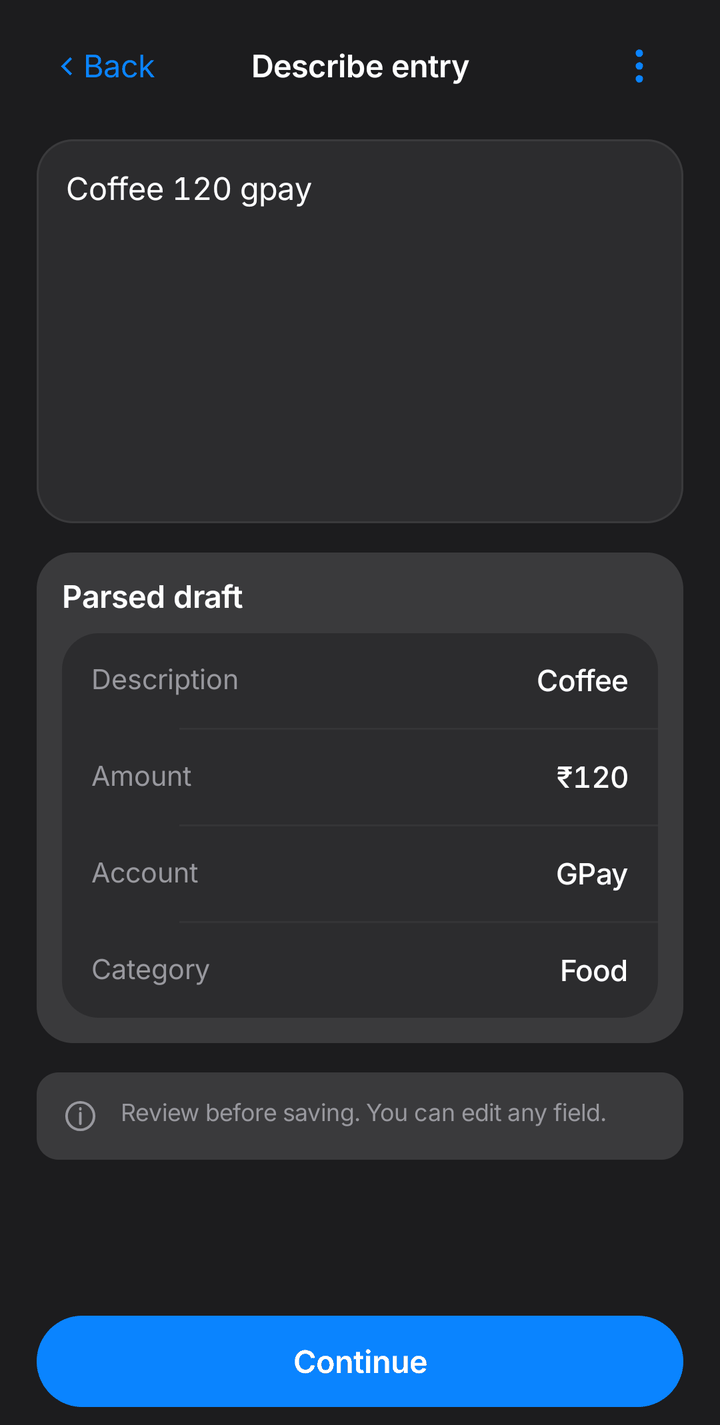 Back
Describe entry
Coffee 120 gpay
Parsed draft
Description Coffee
Amount ₹120
Account GPay
Category Food
Review before saving. You can edit any field.
Continue